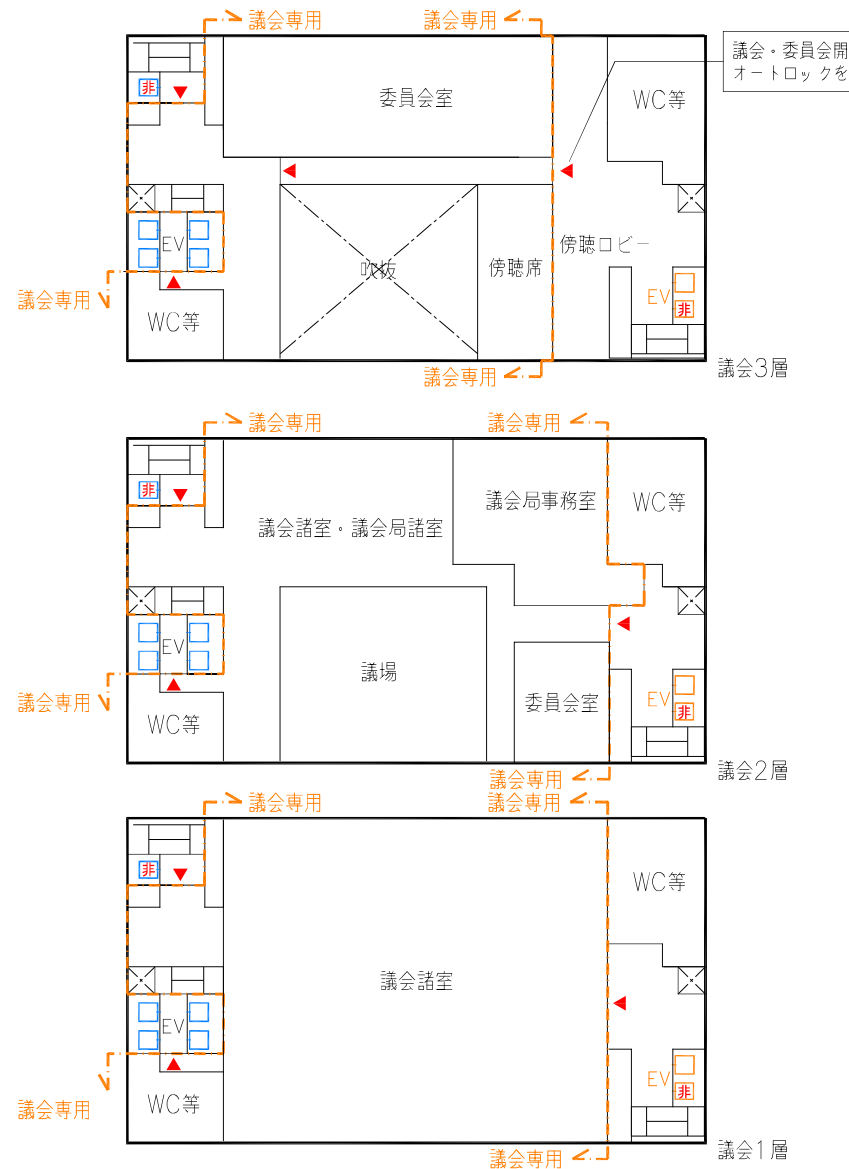 議会専用
議会専用
議会・委員会開
オートロックを
非
委員会室
WC等
EV
吹抜
傍聴席
傍聴ロビー
議会専用
WC等
EV
非
議会専用
議会3層
議会専用
議会専用
非
議会諸室・議会局諸室
議会局事務室
WC等
EV
議場
委員会室
議会専用
WC等
EV
非
議会専用
議会2層
議会専用
議会専用
非
WC等
議会諸室
EV
議会専用
WC等
EV
非
議会専用
議会1層